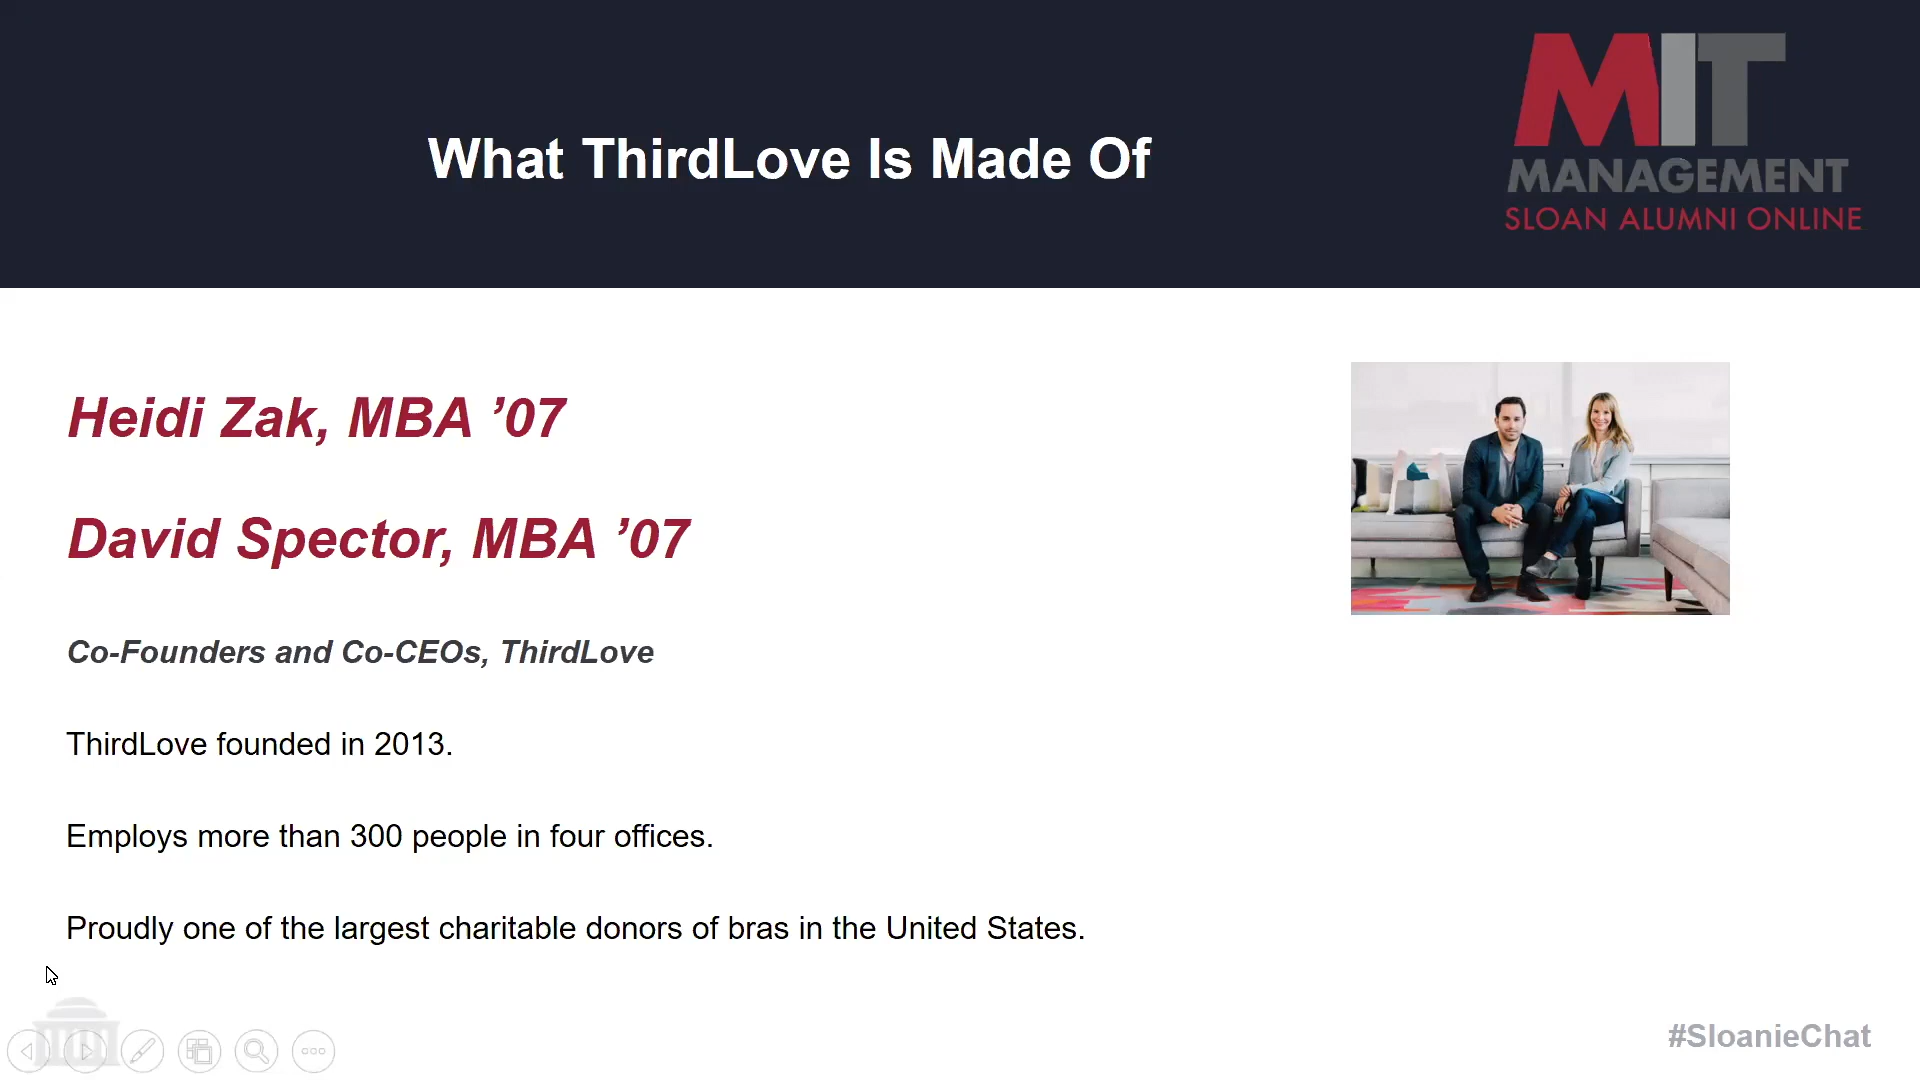 What ThirdLove Is Made Of
MIT
MANAGEMENT
SLOAN ALUMNI ONLINE
Heidi Zak, MBA ’07
David Spector, MBA ’07
Co-Founders and Co-CEOs, ThirdLove
ThirdLove founded in 2013.
Employs more than 300 people in four offices.
Proudly one of the largest charitable donors of bras in the United States.
#SloanieChat